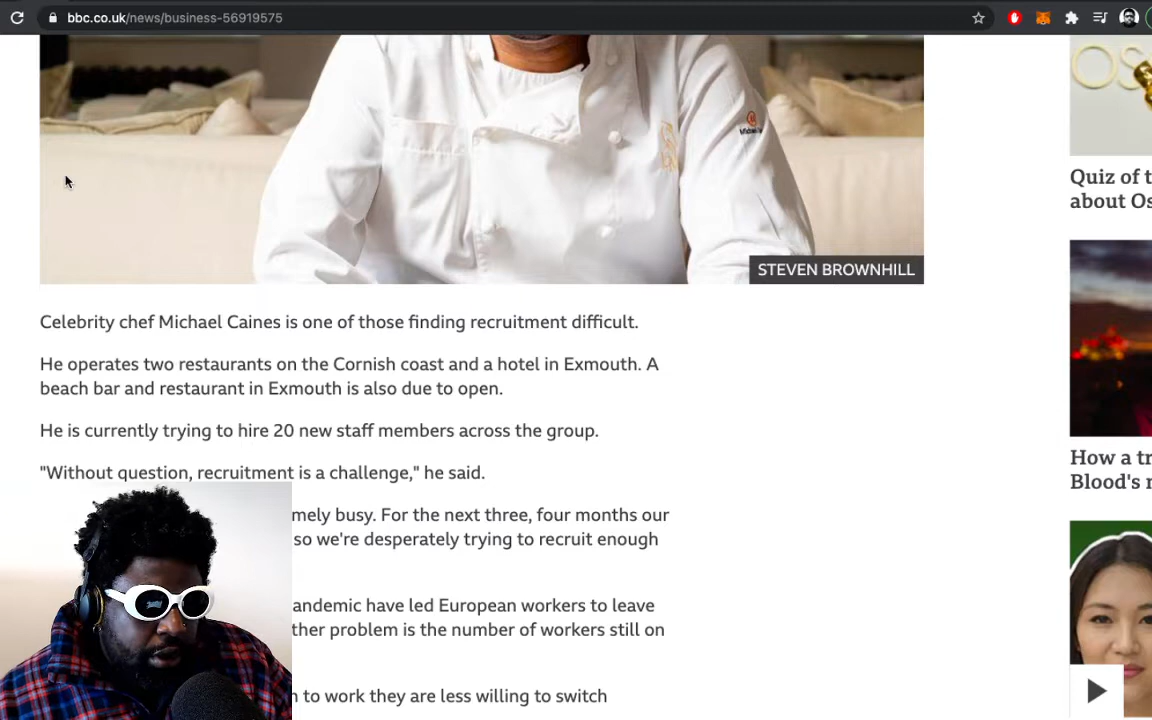 bbc.co.uk/news/business-56919575
STEVEN BROWNHILL
Celebrity chef Michael Caines is one of those finding recruitment difficult.
He operates two restaurants on the Cornish coast and a hotel in Exmouth. A
beach bar and restaurant in Exmouth is also due to open.
He is currently trying to hire 20 new staff members across the group.
"Without question, recruitment is a challenge," he said.
mely busy. For the next three, four months our
so we're desperately trying to recruit enough
andemic have led European workers to leave
ther problem is the number of workers still on
n to work they are less willing to switch
Quiz of t
about Os
How a tr
Blood's r